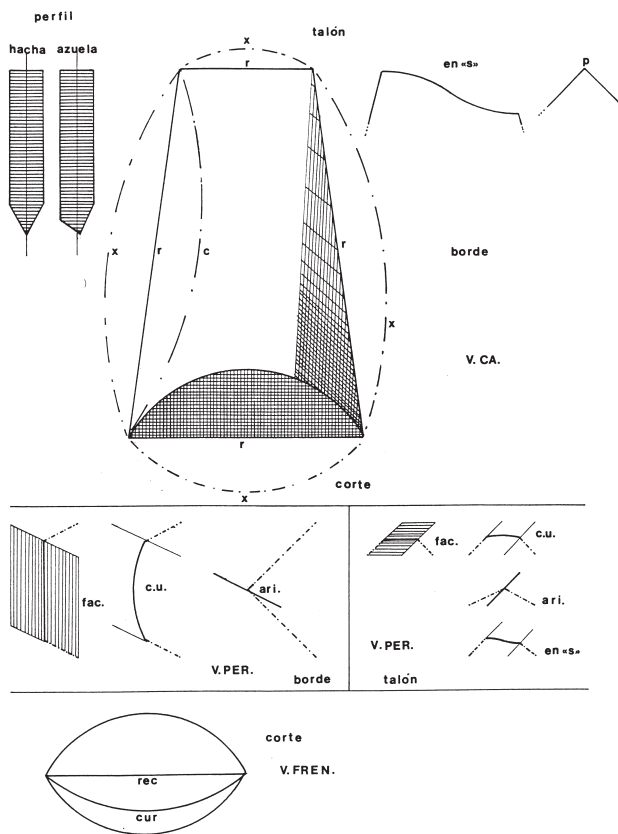 perfil
hacha azuela
x
talón
r
en «s»
p
x
r
c
r
x
borde
V. CA.
r
corte
x
fac.
c.u.
ari.
V. PER.
borde
fac.
c.u.
ari.
V. PER.
en «s»
talón
corte
rec
V. FREN.
cur